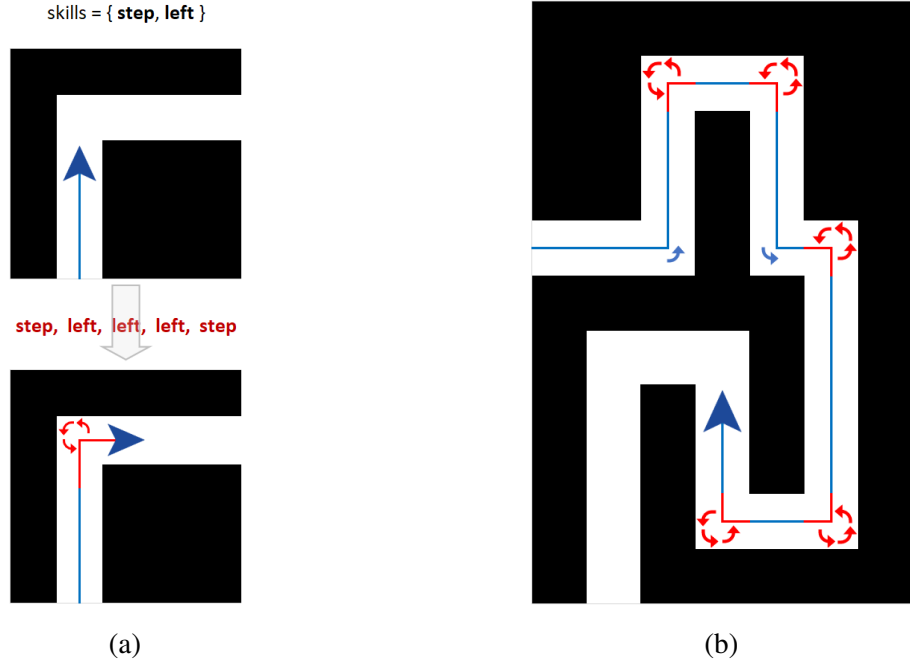 skills = { step, left }
step, left, left, left, step
(a)
(b)